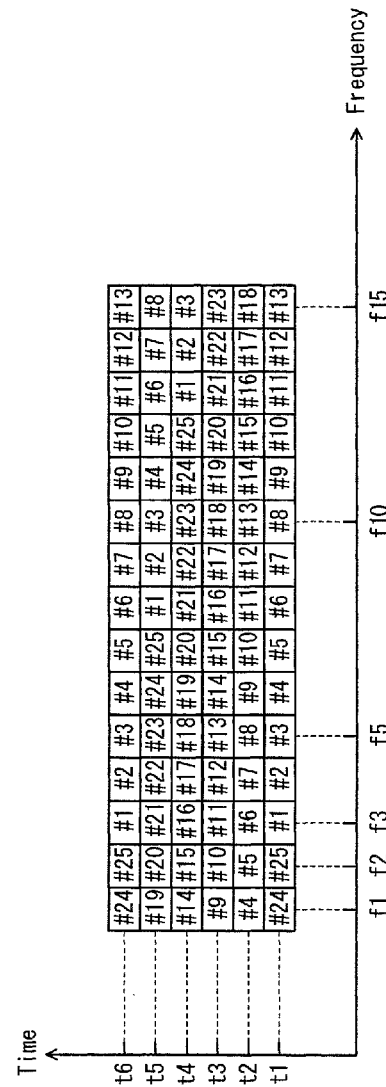 Time
t6 #24 #25 #1 #2 #3 #4 #5 #6 #7 #8 #9 #10 #11 #12 #13
t5 #19 #20 #21 #22 #23 #24 #25 #1 #2 #3 #4 #5 #6 #7 #8
t4 #14 #15 #16 #17 #18 #19 #20 #21 #22 #23 #24 #25 #1 #2 #3
t3 #9 #10 #11 #12 #13 #14 #15 #16 #17 #18 #19 #20 #21 #22 #23
t2 #4 #5 #6 #7 #8 #9 #10 #11 #12 #13 #14 #15 #16 #17 #18
t1 #24 #25 #1 #2 #3 #4 #5 #6 #7 #8 #9 #10 #11 #12 #13
f1 f2 f3 f5 f10 f15
Frequency